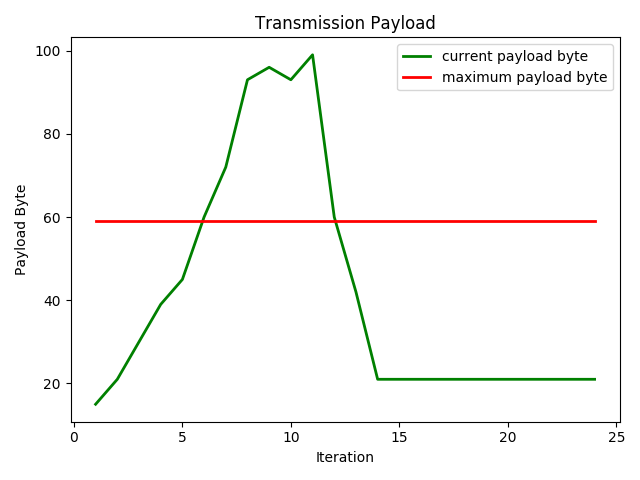 Transmission Payload
current payload byte
maximum payload byte
100
80
60
40
20
Payload Byte
0
5
10
15
20
25
Iteration